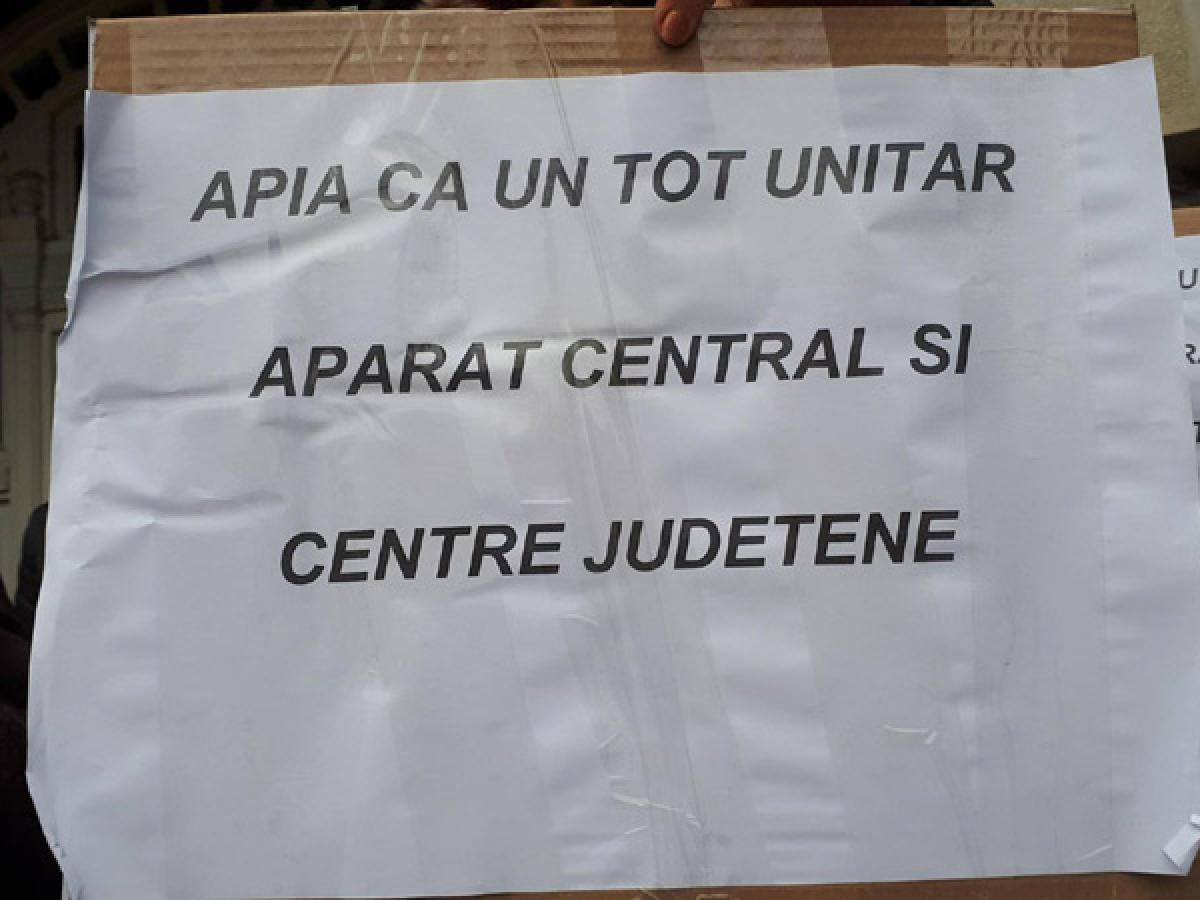 APIA CA UN TOT UNITAR
APARAT CENTRAL SI
CENTRE JUDETENE